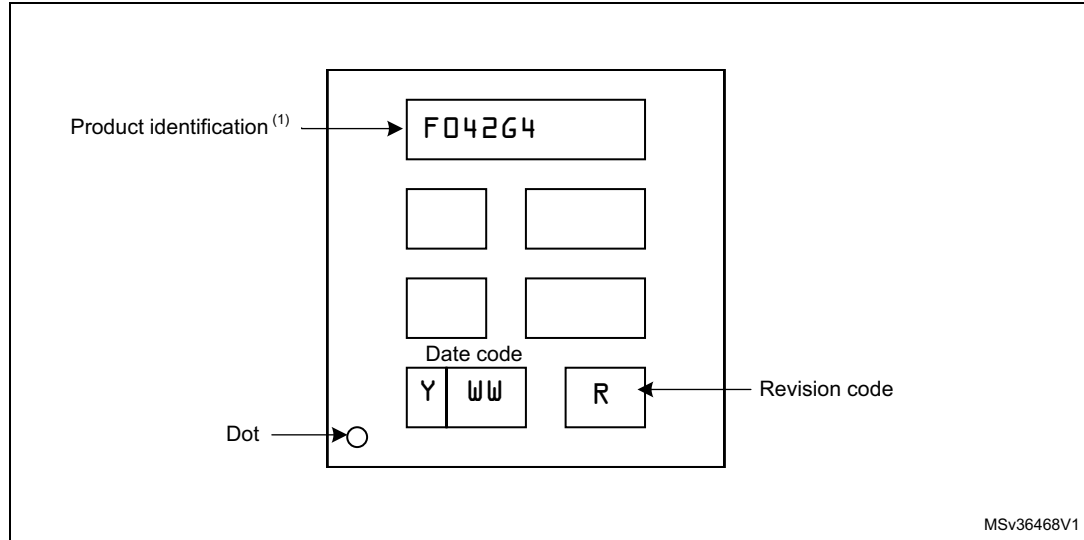 Product identification (1)
F042G4
Date code
Y WW
R
Revision code
Dot
MSv36468V1